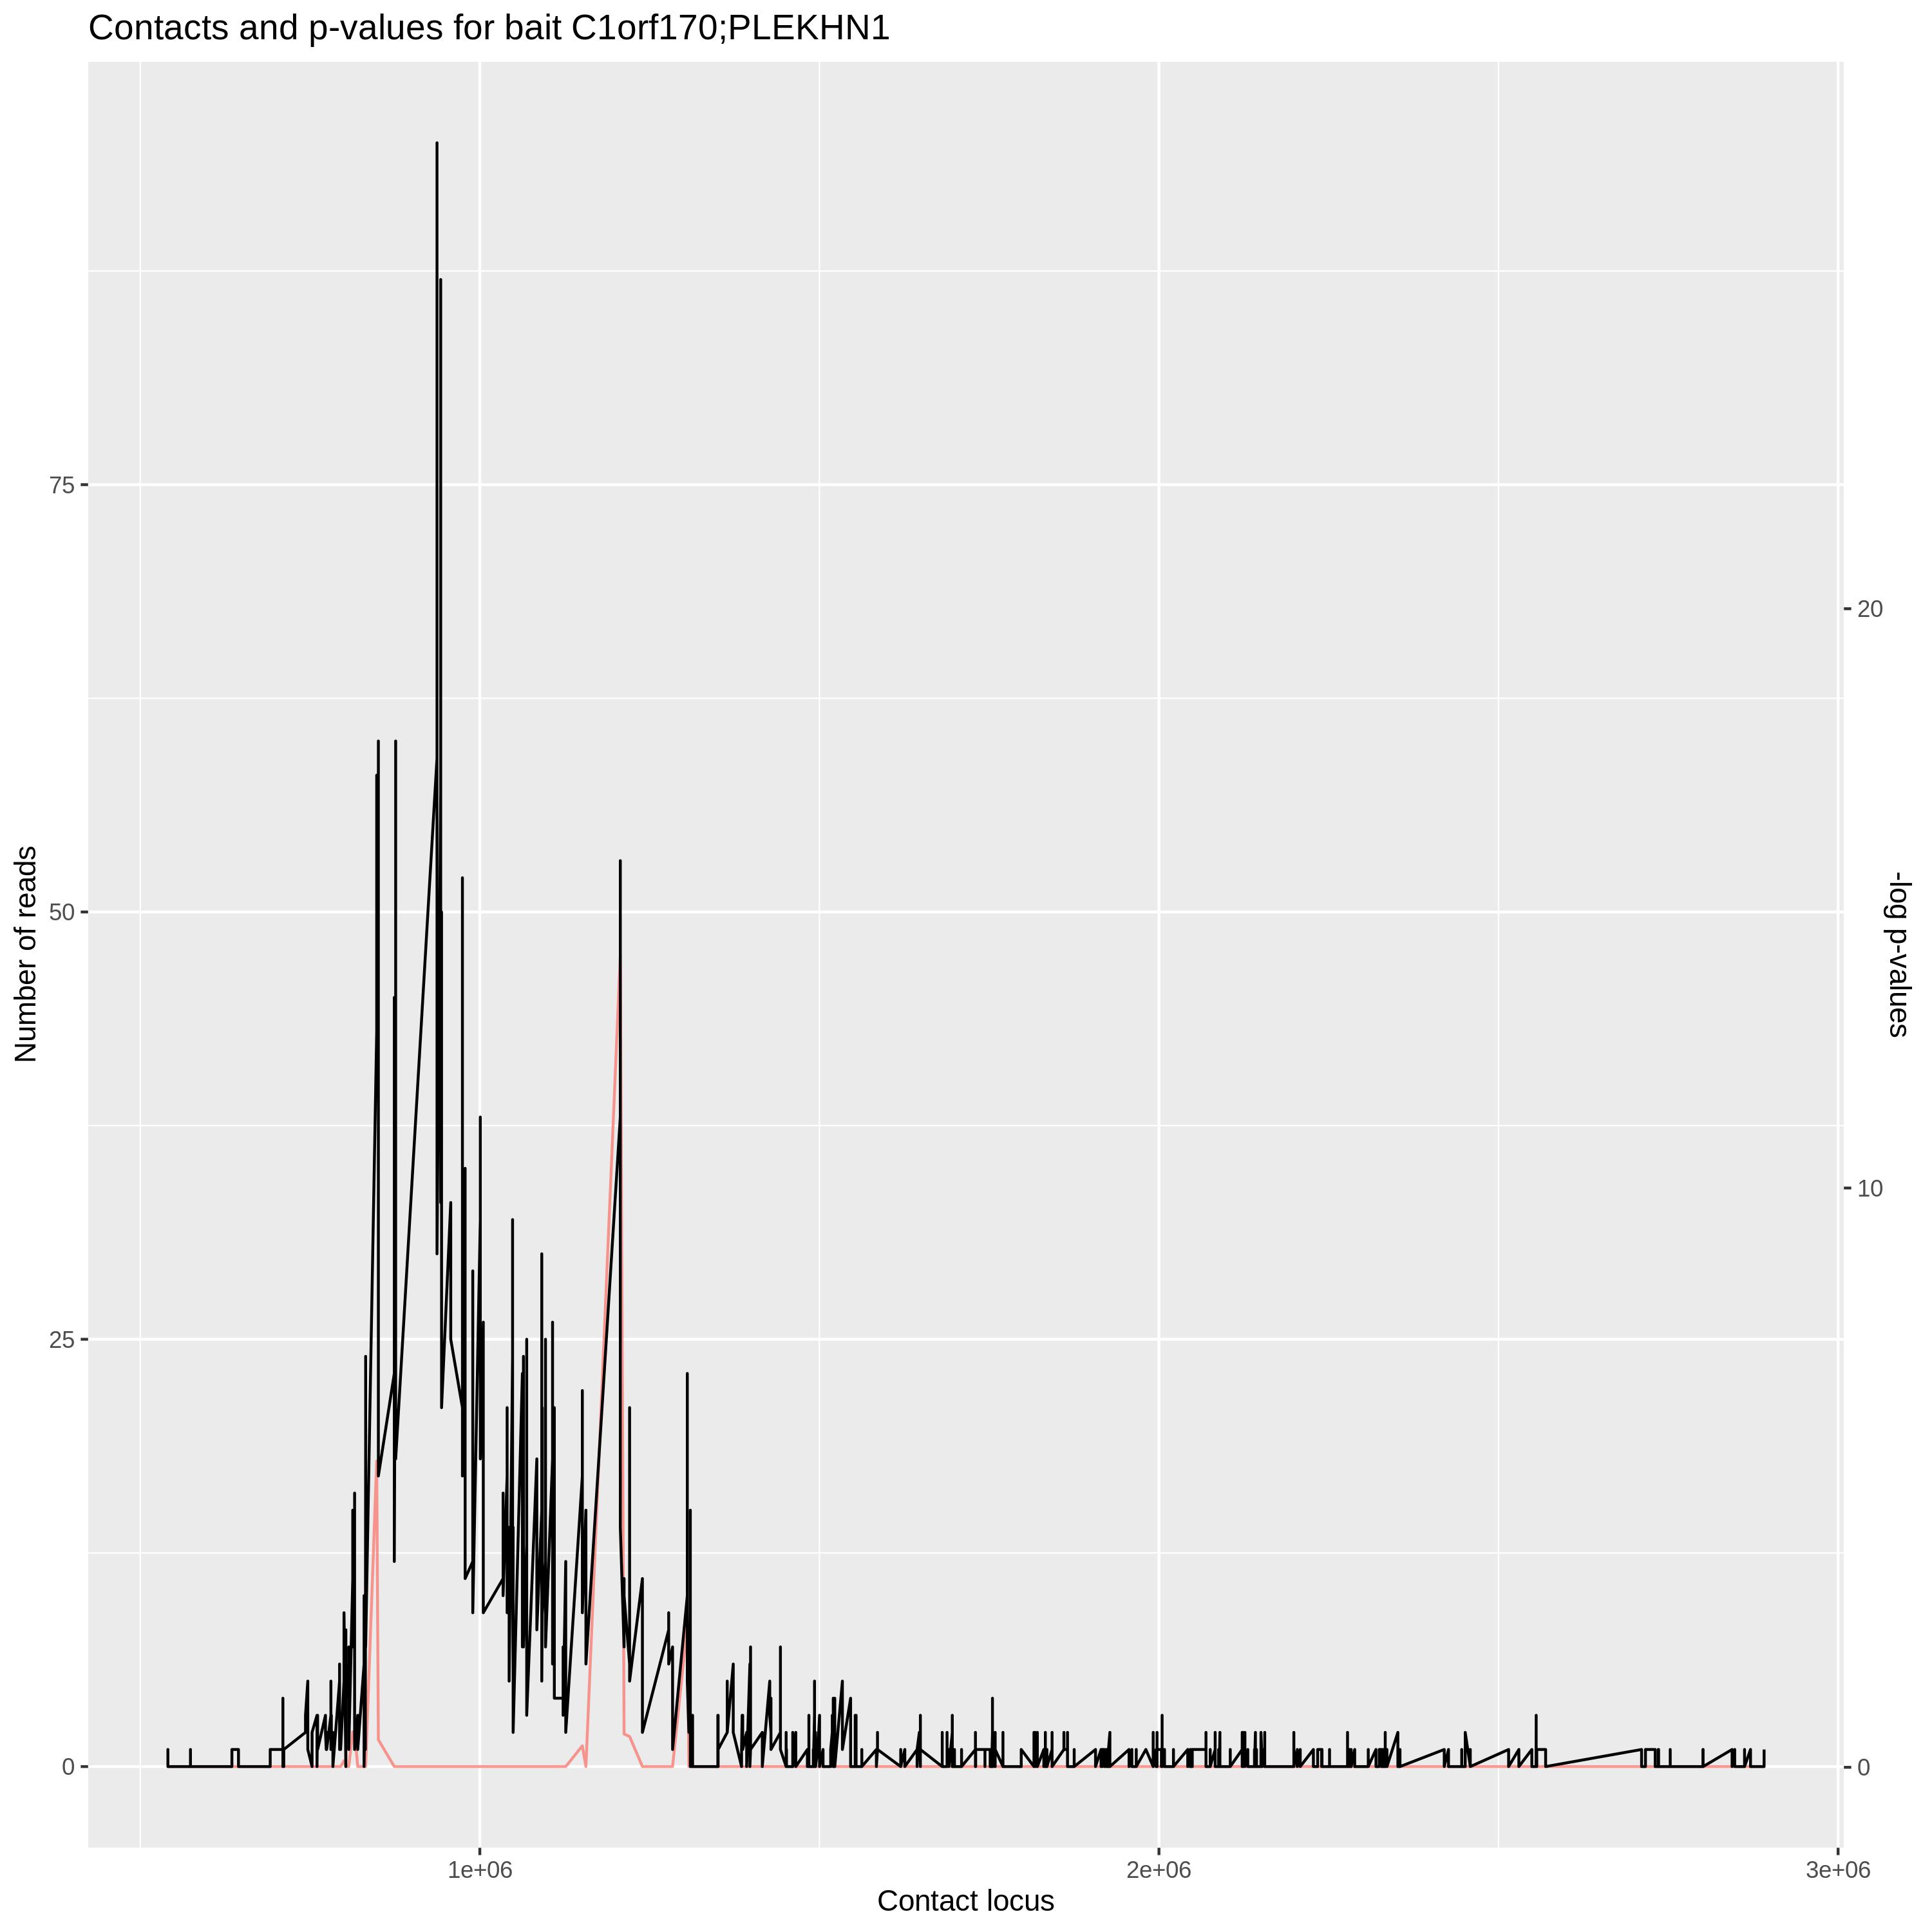 Contacts and p-values for bait C1orf170;PLEKHN1
Number of reads
75
50
25
0
20
10
0
-log p-values
1e+06
2e+06
3e+06
Contact locus